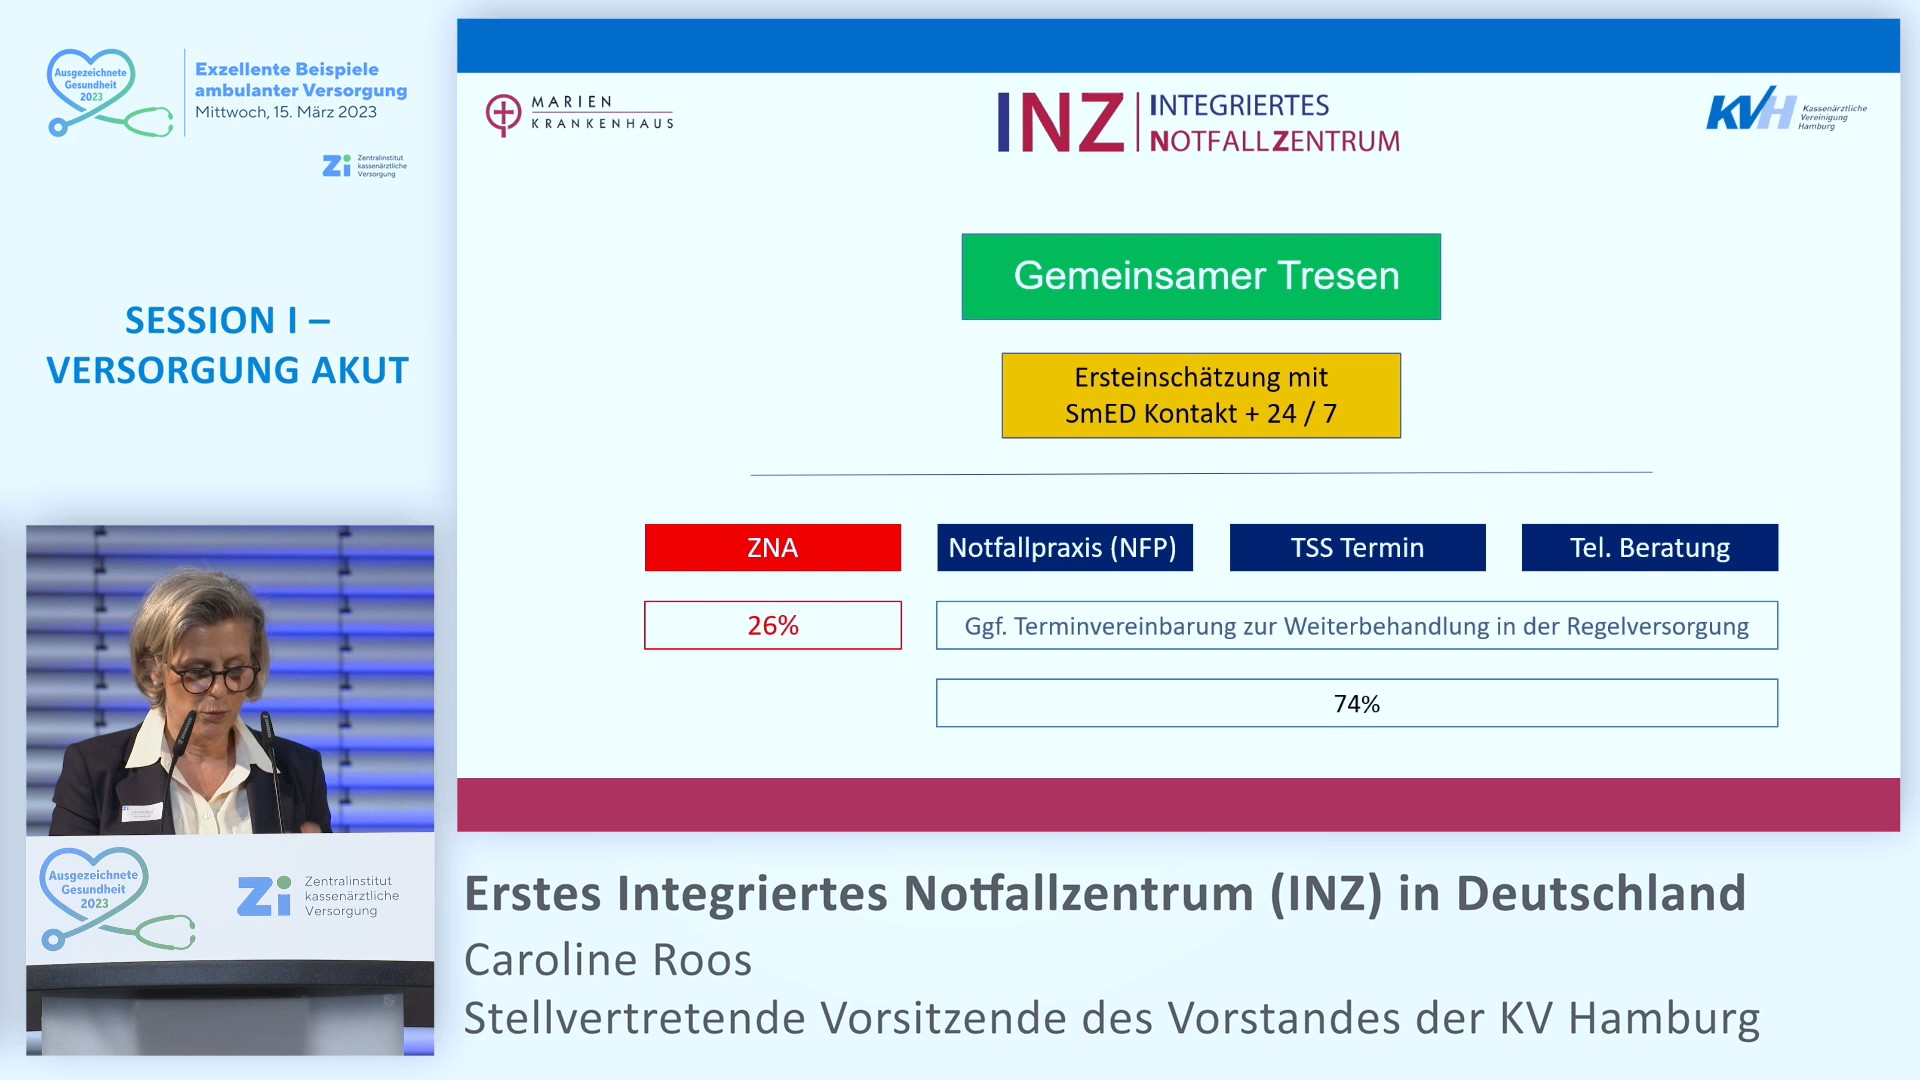 Ausgezeichnete
Gesundheit
2023
Exzellente Beispiele
ambulanter Versorgung
Mittwoch, 15. März 2023
Zi
Zentralinstitut
kassenärztliche
Versorgung
SESSION I –
VERSORGUNG AKUT
MARIEN
KRANKENHAUS
INZ
INTEGRIERTES
NOTFALLZENTRUM
KVH
Kassenärztliche
Vereinigung
Hamburg
Gemeinsamer Tresen
Ersteinschätzung mit
SmED Kontakt + 24 / 7
ZNA
Notfallpraxis (NFP)
TSS Termin
Tel. Beratung
26%
Ggf. Terminvereinbarung zur Weiterbehandlung in der Regelversorgung
74%
Ausgezeichnete
Gesundheit
2023
Zi
Zentralinstitut
kassenärztliche
Versorgung
Erstes Integriertes Notfallzentrum (INZ) in Deutschland
Caroline Roos
Stellvertretende Vorsitzende des Vorstandes der KV Hamburg